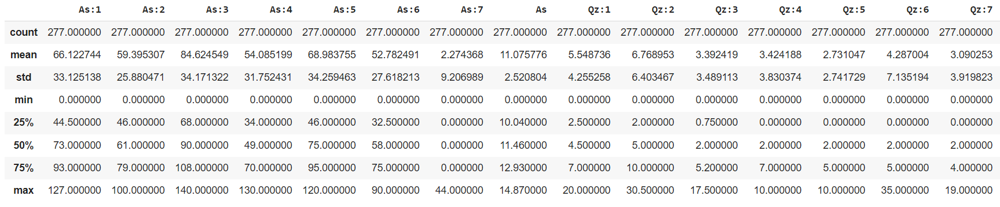 As:1 As:2 As:3 As:4 As:5 As:6 As:7 As Qz:1 Qz:2 Qz:3 Qz:4 Qz:5 Qz:6 Qz:7
count 277.000000 277.000000 277.000000 277.000000 277.000000 277.000000 277.000000 277.000000 277.000000 277.000000 277.000000 277.000000 277.000000 277.000000 277.000000
mean 66.122744 59.395307 84.624549 54.085199 68.983755 52.782491 2.274368 11.075776 5.548736 6.768953 3.392419 3.424188 2.731047 4.287004 3.090253
std 33.125138 25.880471 34.171322 31.752431 34.259463 27.618213 9.206989 2.520804 4.255258 6.403467 3.489113 3.830374 2.741729 7.135194 3.919823
min 0.000000 0.000000 0.000000 0.000000 0.000000 0.000000 0.000000 0.000000 0.000000 0.000000 0.000000 0.000000 0.000000 0.000000 0.000000
25% 44.500000 46.000000 68.000000 34.000000 46.000000 32.500000 0.000000 10.040000 2.500000 2.000000 0.750000 0.000000 0.000000 0.000000 0.000000
50% 73.000000 61.000000 90.000000 49.000000 75.000000 58.000000 0.000000 11.460000 4.500000 5.000000 2.000000 2.000000 2.000000 2.000000 2.000000
75% 93.000000 79.000000 108.000000 70.000000 95.000000 75.000000 0.000000 12.930000 7.000000 10.000000 5.200000 7.000000 5.000000 5.000000 4.000000
max 127.000000 100.000000 140.000000 130.000000 120.000000 90.000000 44.000000 14.870000 20.000000 30.500000 17.500000 10.000000 10.000000 35.000000 19.000000